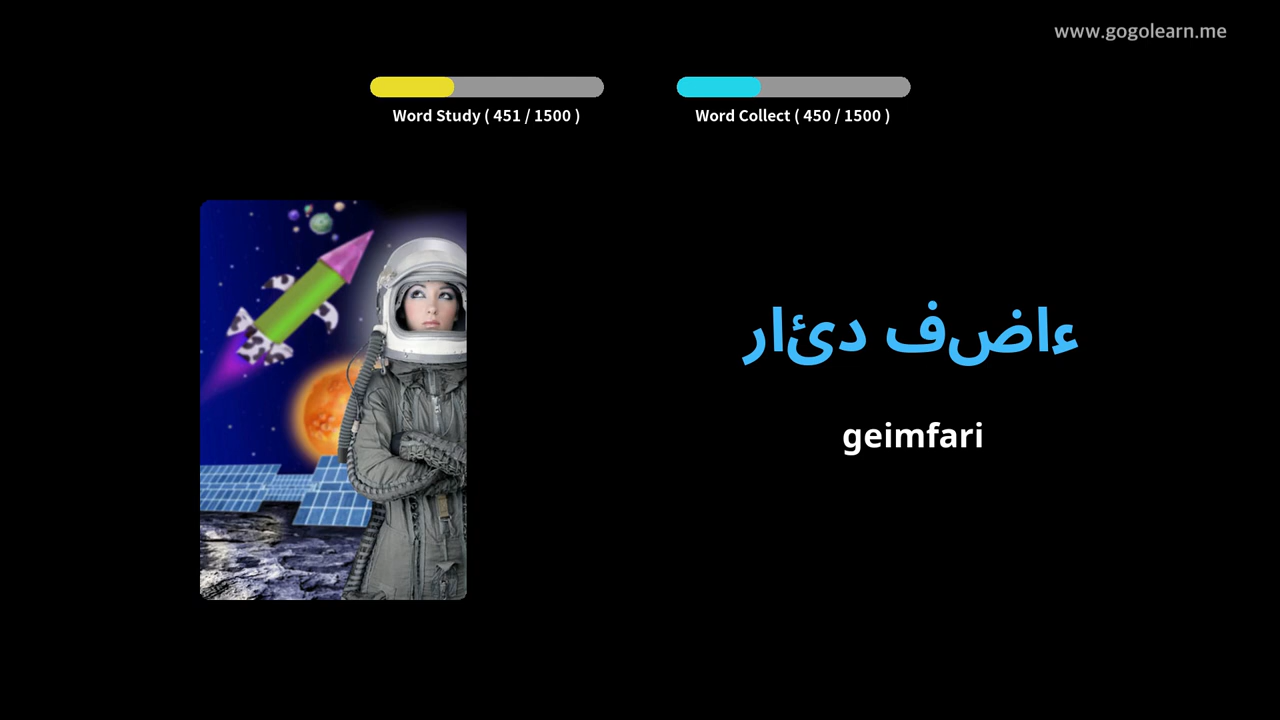 www.gogolearn.me
Word Study ( 451 / 1500 )
Word Collect ( 450 / 1500 )
ءاضف دئار
geimfari